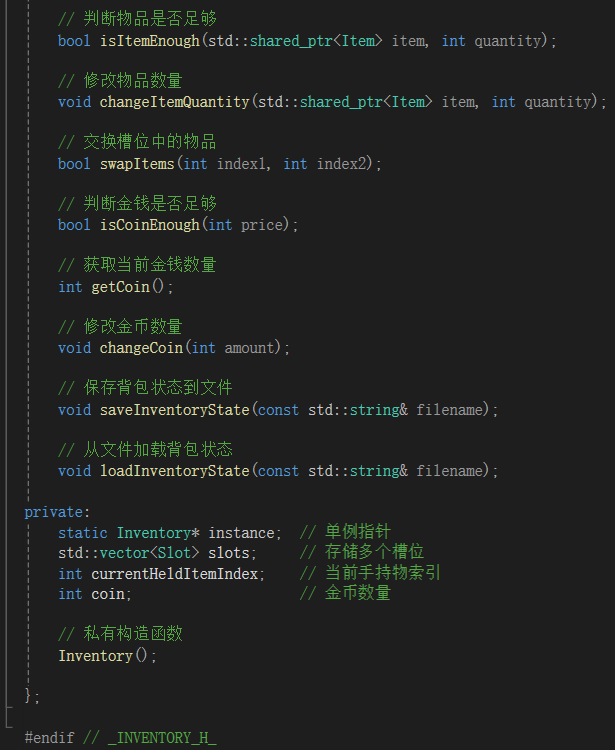 // 判断物品是否足够
bool isItemEnough(std::shared_ptr<Item> item, int quantity);
// 修改物品数量
void changeItemQuantity(std::shared_ptr<Item> item, int quantity);
// 交换槽位中的物品
bool swapItems(int index1, int index2);
// 判断金钱是否足够
bool isCoinEnough(int price);
// 获取当前金钱数量
int getCoin();
// 修改金币数量
void changeCoin(int amount);
// 保存背包状态到文件
void saveInventoryState(const std::string& filename);
// 从文件加载背包状态
void loadInventoryState(const std::string& filename);
private:
static Inventory* instance;  // 单例指针
std::vector<Slot> slots;     // 存储多个槽位
int currentHeldItemIndex;    // 当前手持物索引
int coin;                    // 金币数量
// 私有构造函数
Inventory();
};
#endif // _INVENTORY_H_